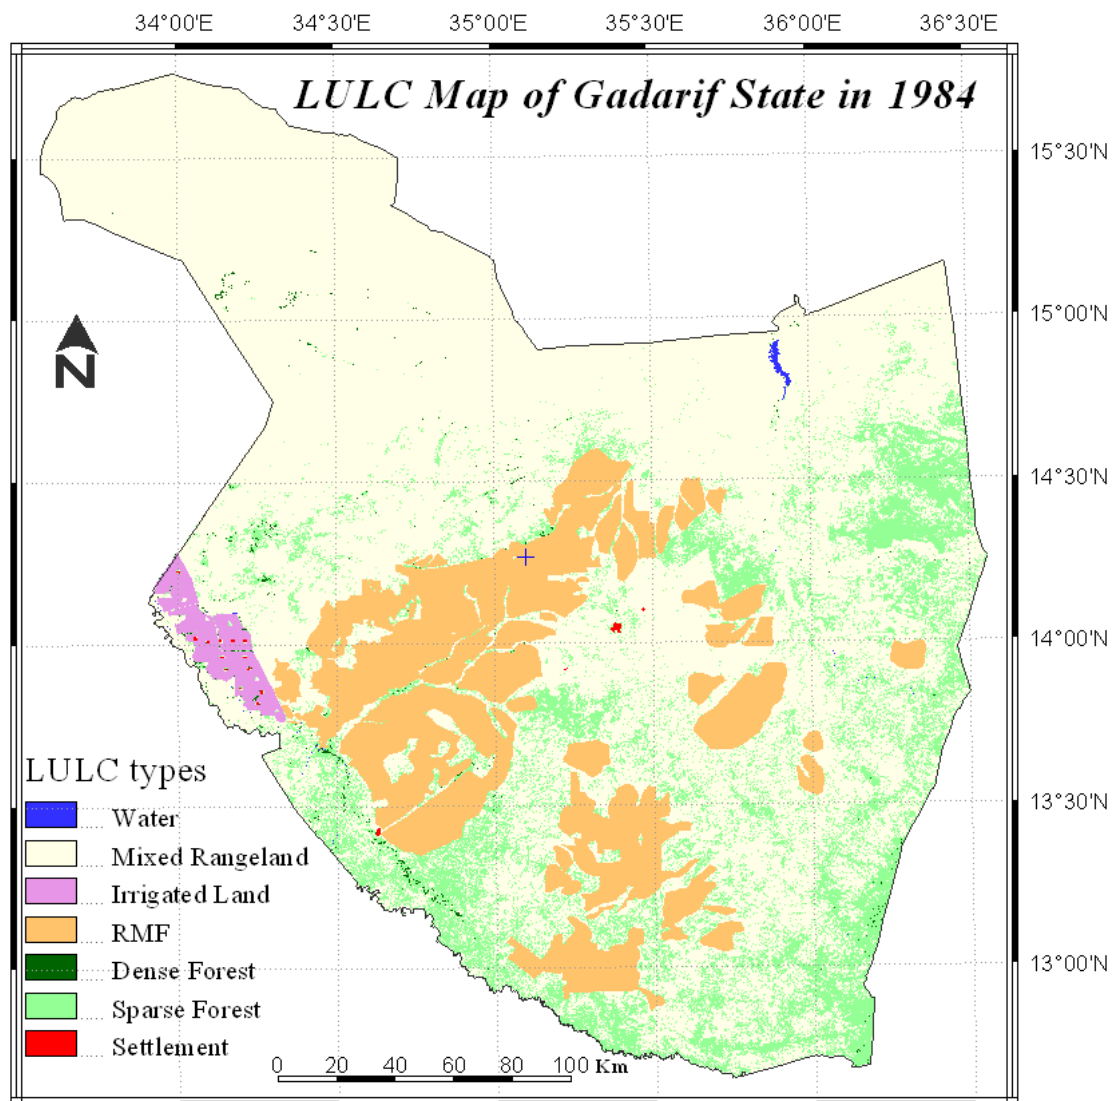 34°00'E 34°30'E 35°00'E 35°30'E 36°00'E 36°30'E
LULC Map of Gadarif State in 1984
15°30'N
15°00'N
N
14°30'N
14°00'N
LULC types
13°30'N
Water
Mixed Rangeland
Irrigated Land
RMF
Dense Forest
13°00'N
Sparse Forest
Settlement
0 20 40 60 80 100 Km